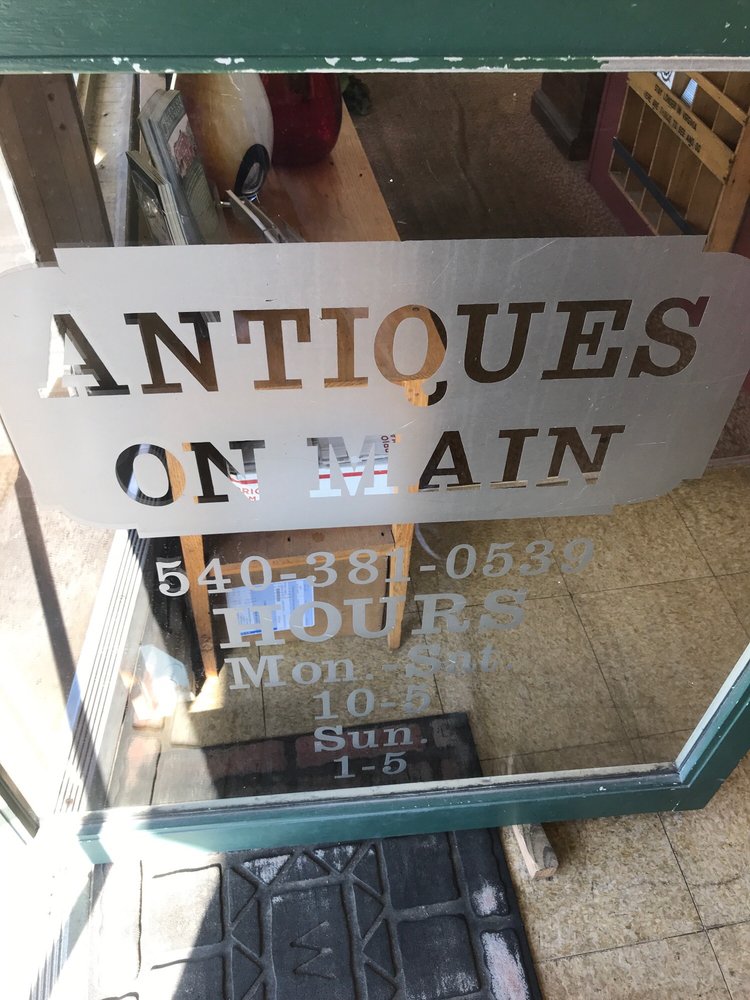 ANTIQUES
ON MAIN
540-381-0539
HOURS
Mon.-Sat.
10-5
Sun.
1-5